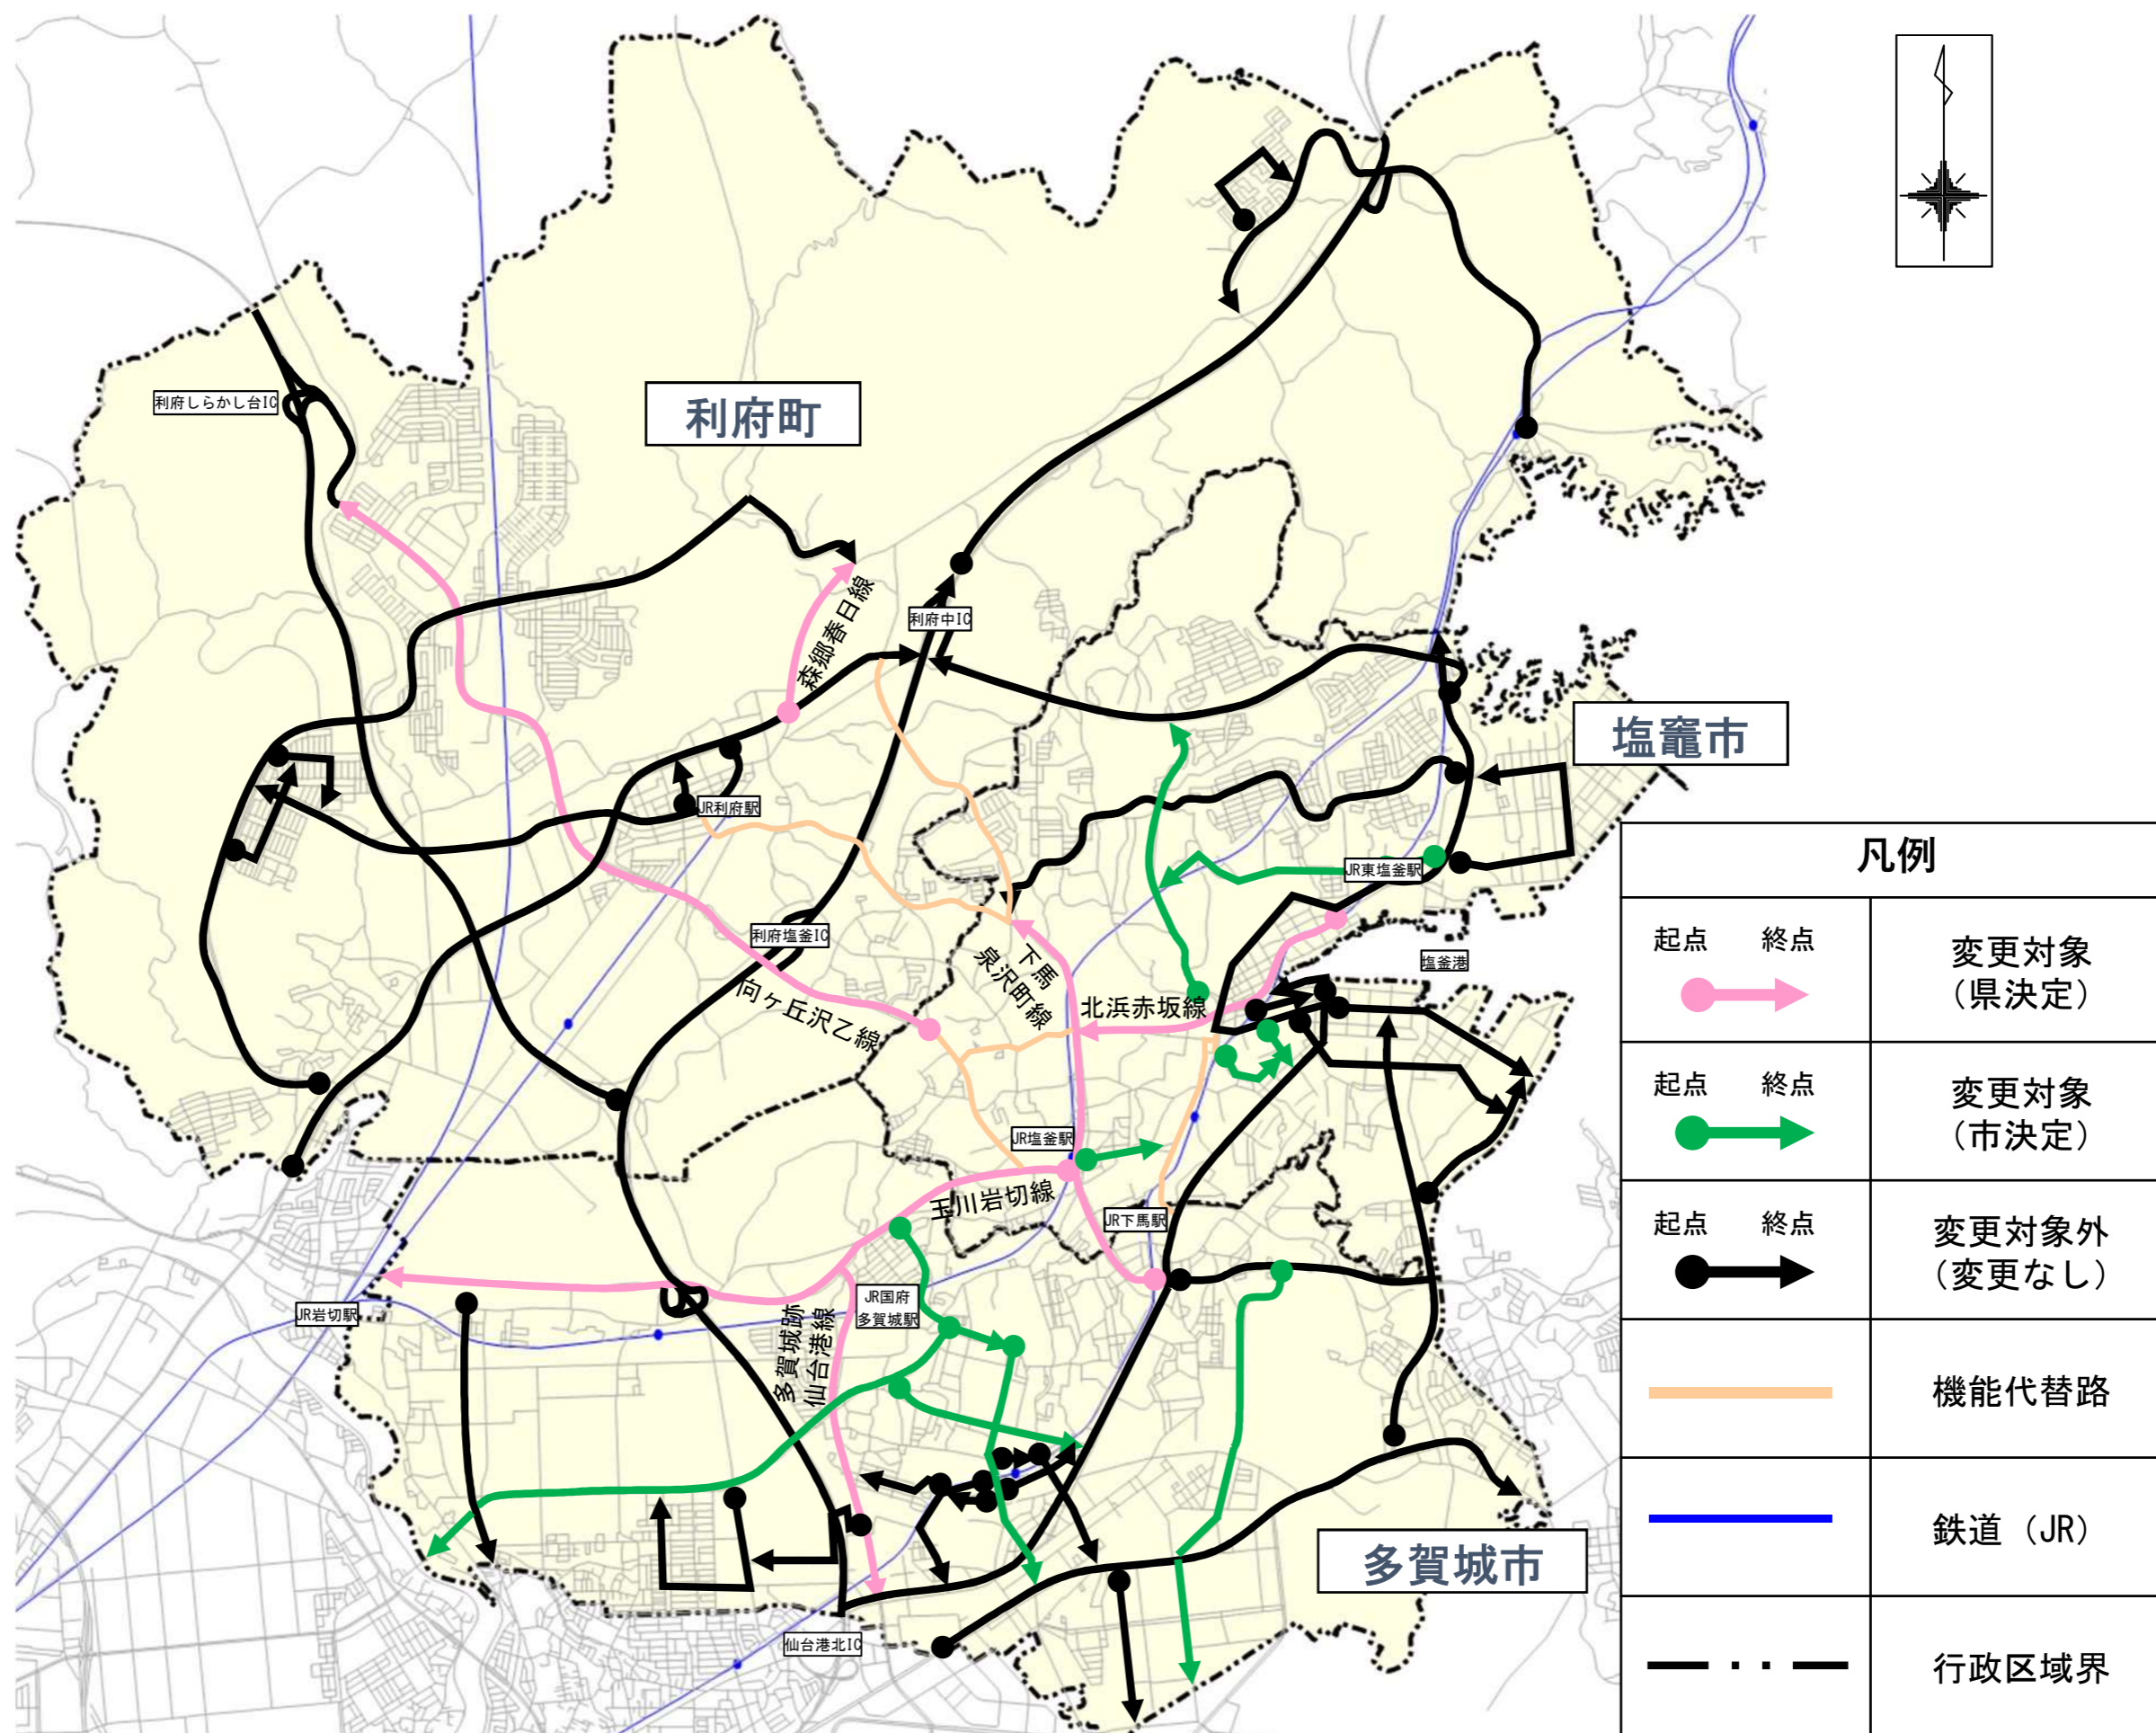 利府町
利府しらかし台IC
森郷春日線
利府中IC
塩竈市
JR利府駅
JR東塩釜駅
利府塩釜IC
下馬
泉沢町線
塩釜港
向ヶ丘沢乙線
北浜赤坂線
JR塩釜駅
玉川岩切線
JR下馬駅
JR岩切駅
JR国府
多賀城駅
多賀城跡
仙台港線
多賀城市
仙台港北IC
凡例
起点 終点
変更対象
（県決定）
起点 終点
変更対象
（市決定）
起点 終点
変更対象外
（変更なし）
機能代替路
鉄道（JR）
行政区域界